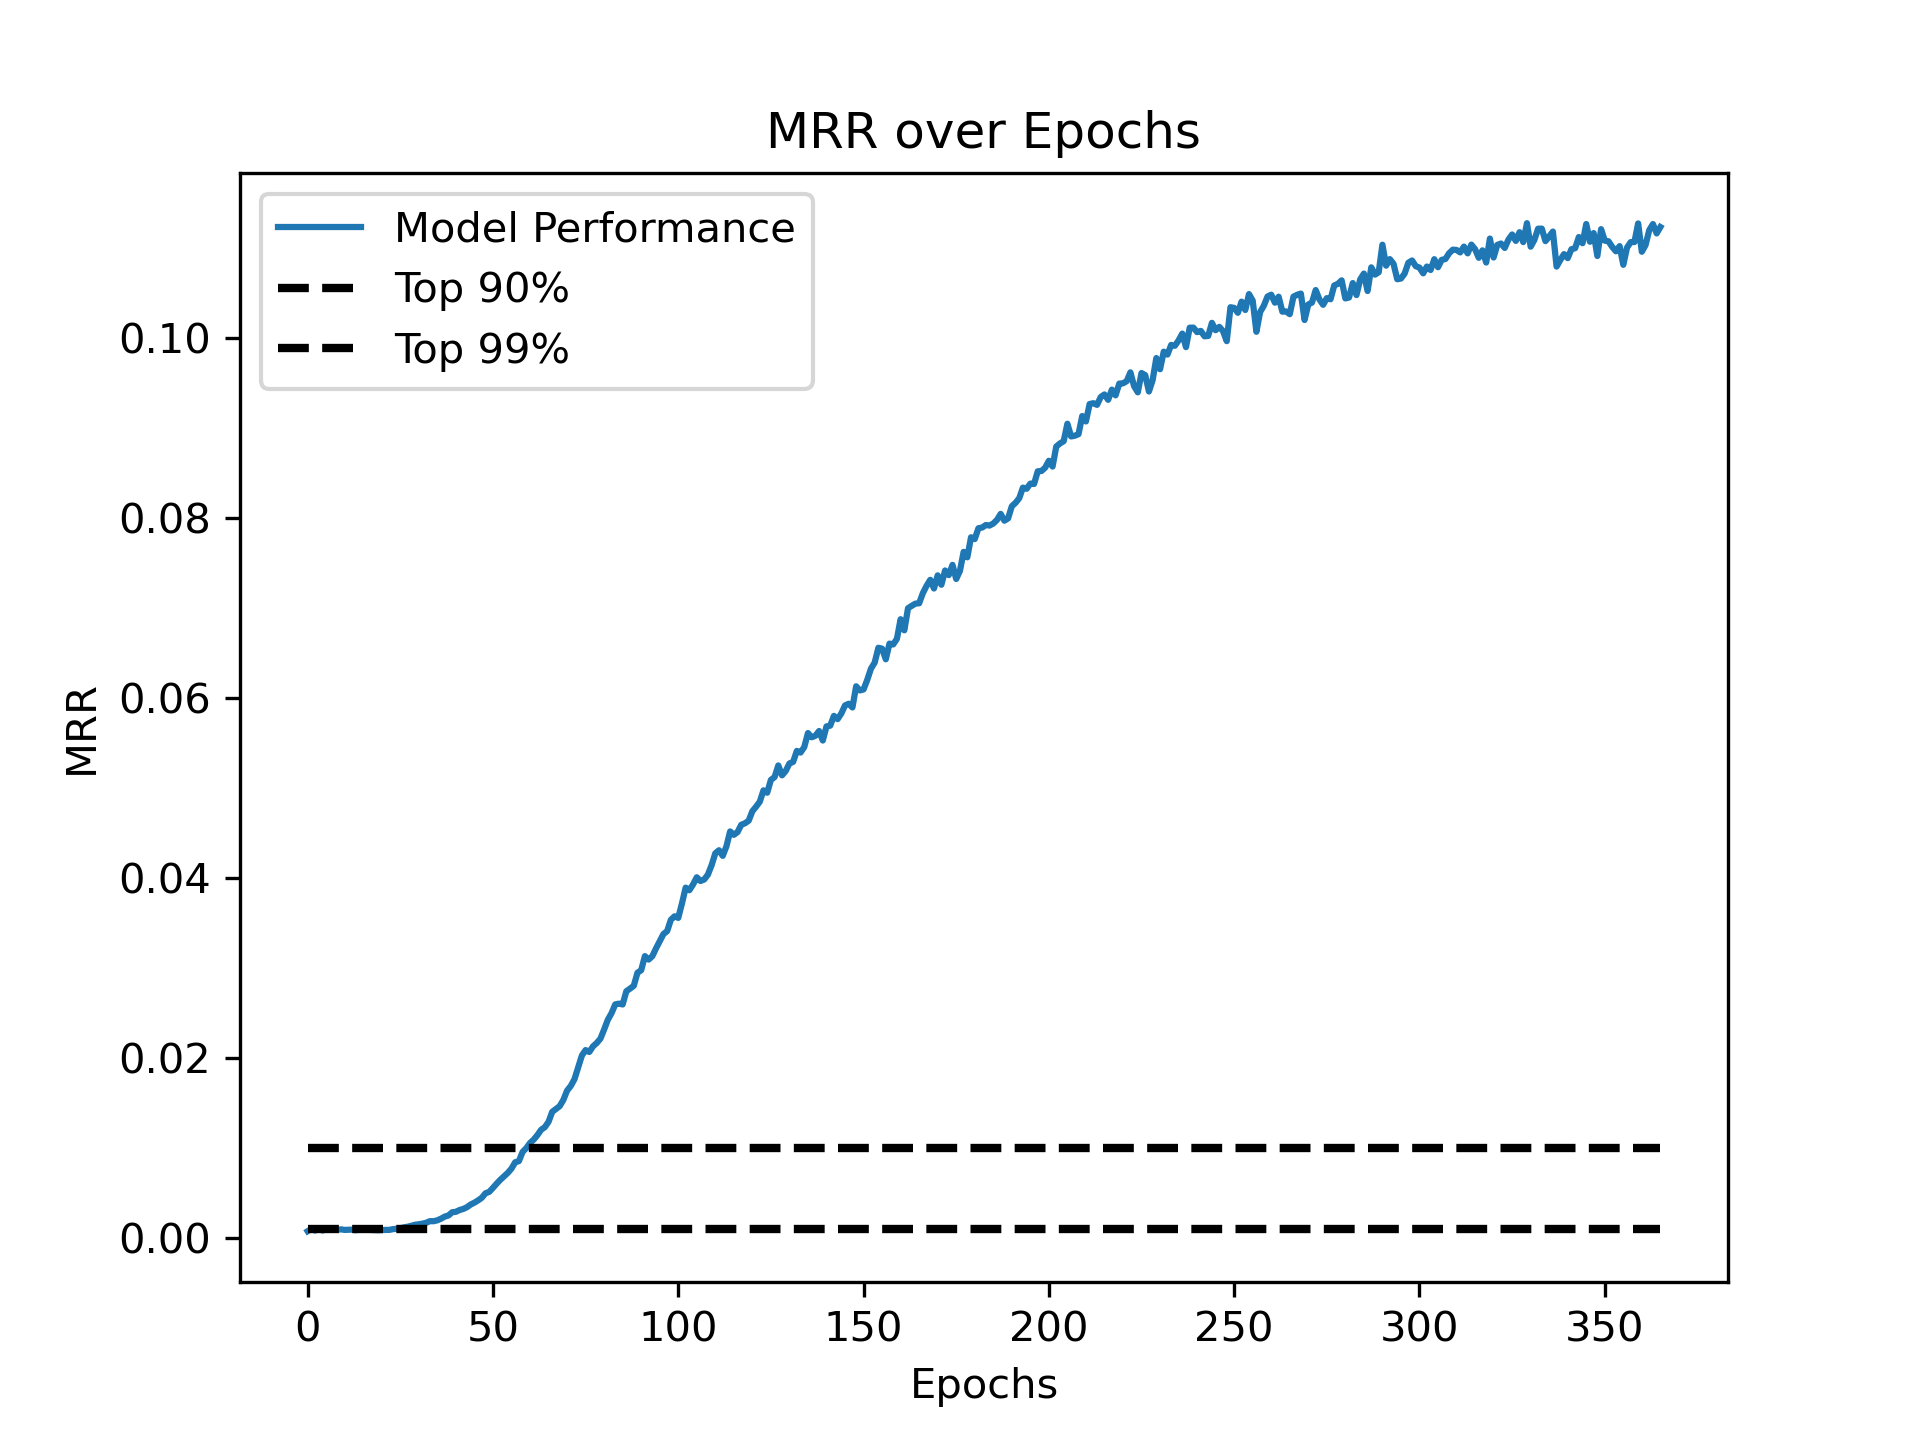 MRR over Epochs
Model Performance
Top 90%
Top 99%
0.10
0.08
0.06
0.04
0.02
0.00
MRR
0 50 100 150 200 250 300 350
Epochs